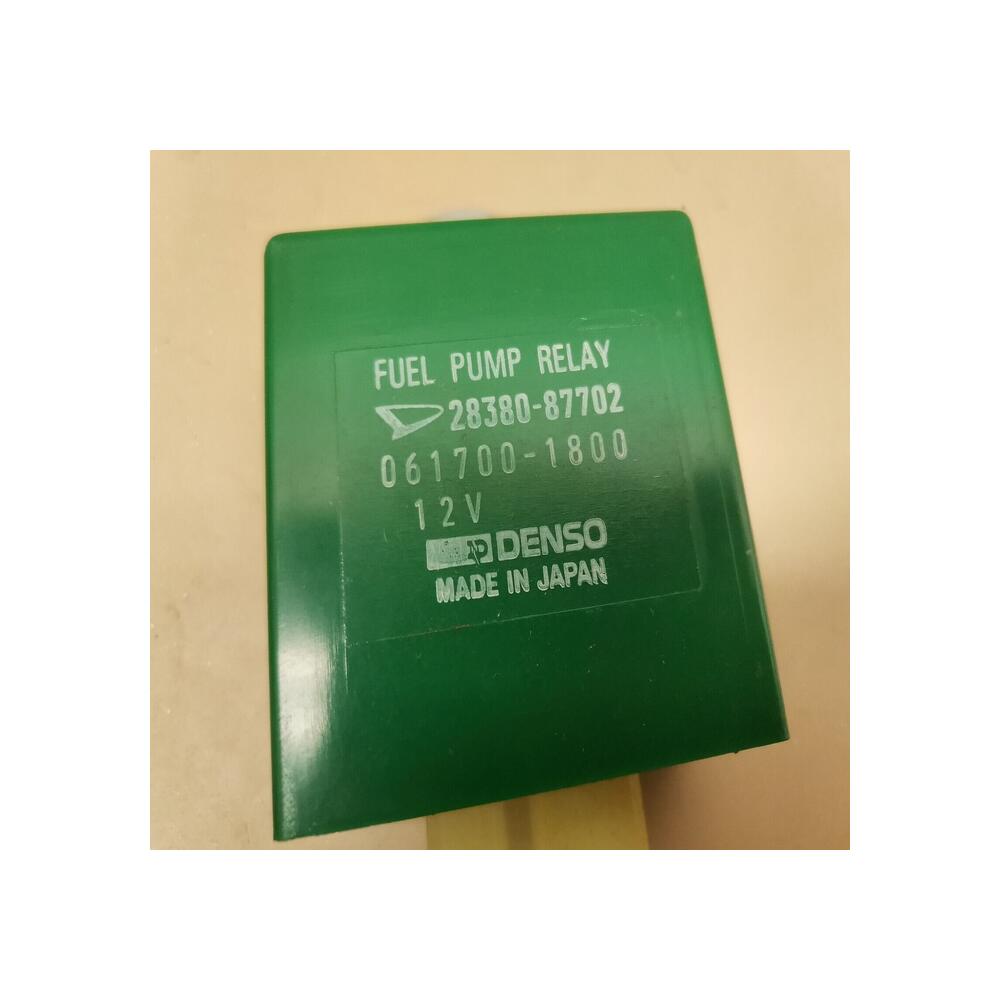 FUEL PUMP RELAY
28380-87702
061700-1800
12V
DENSO
MADE IN JAPAN